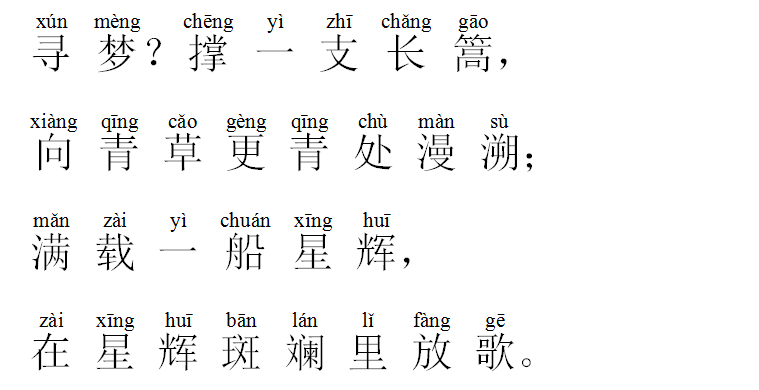 xún mèng chēng yì zhī chǎng gāo
寻梦？撑一支长篙，
xiàng qīng cǎo gèng qīng chù màn sù
向青草更青处漫溯；
mǎn zài yì chuán xīng huī
满载一船星辉，
zài xīng huī bān lán lǐ fàng gē
在星辉斑斓里放歌。